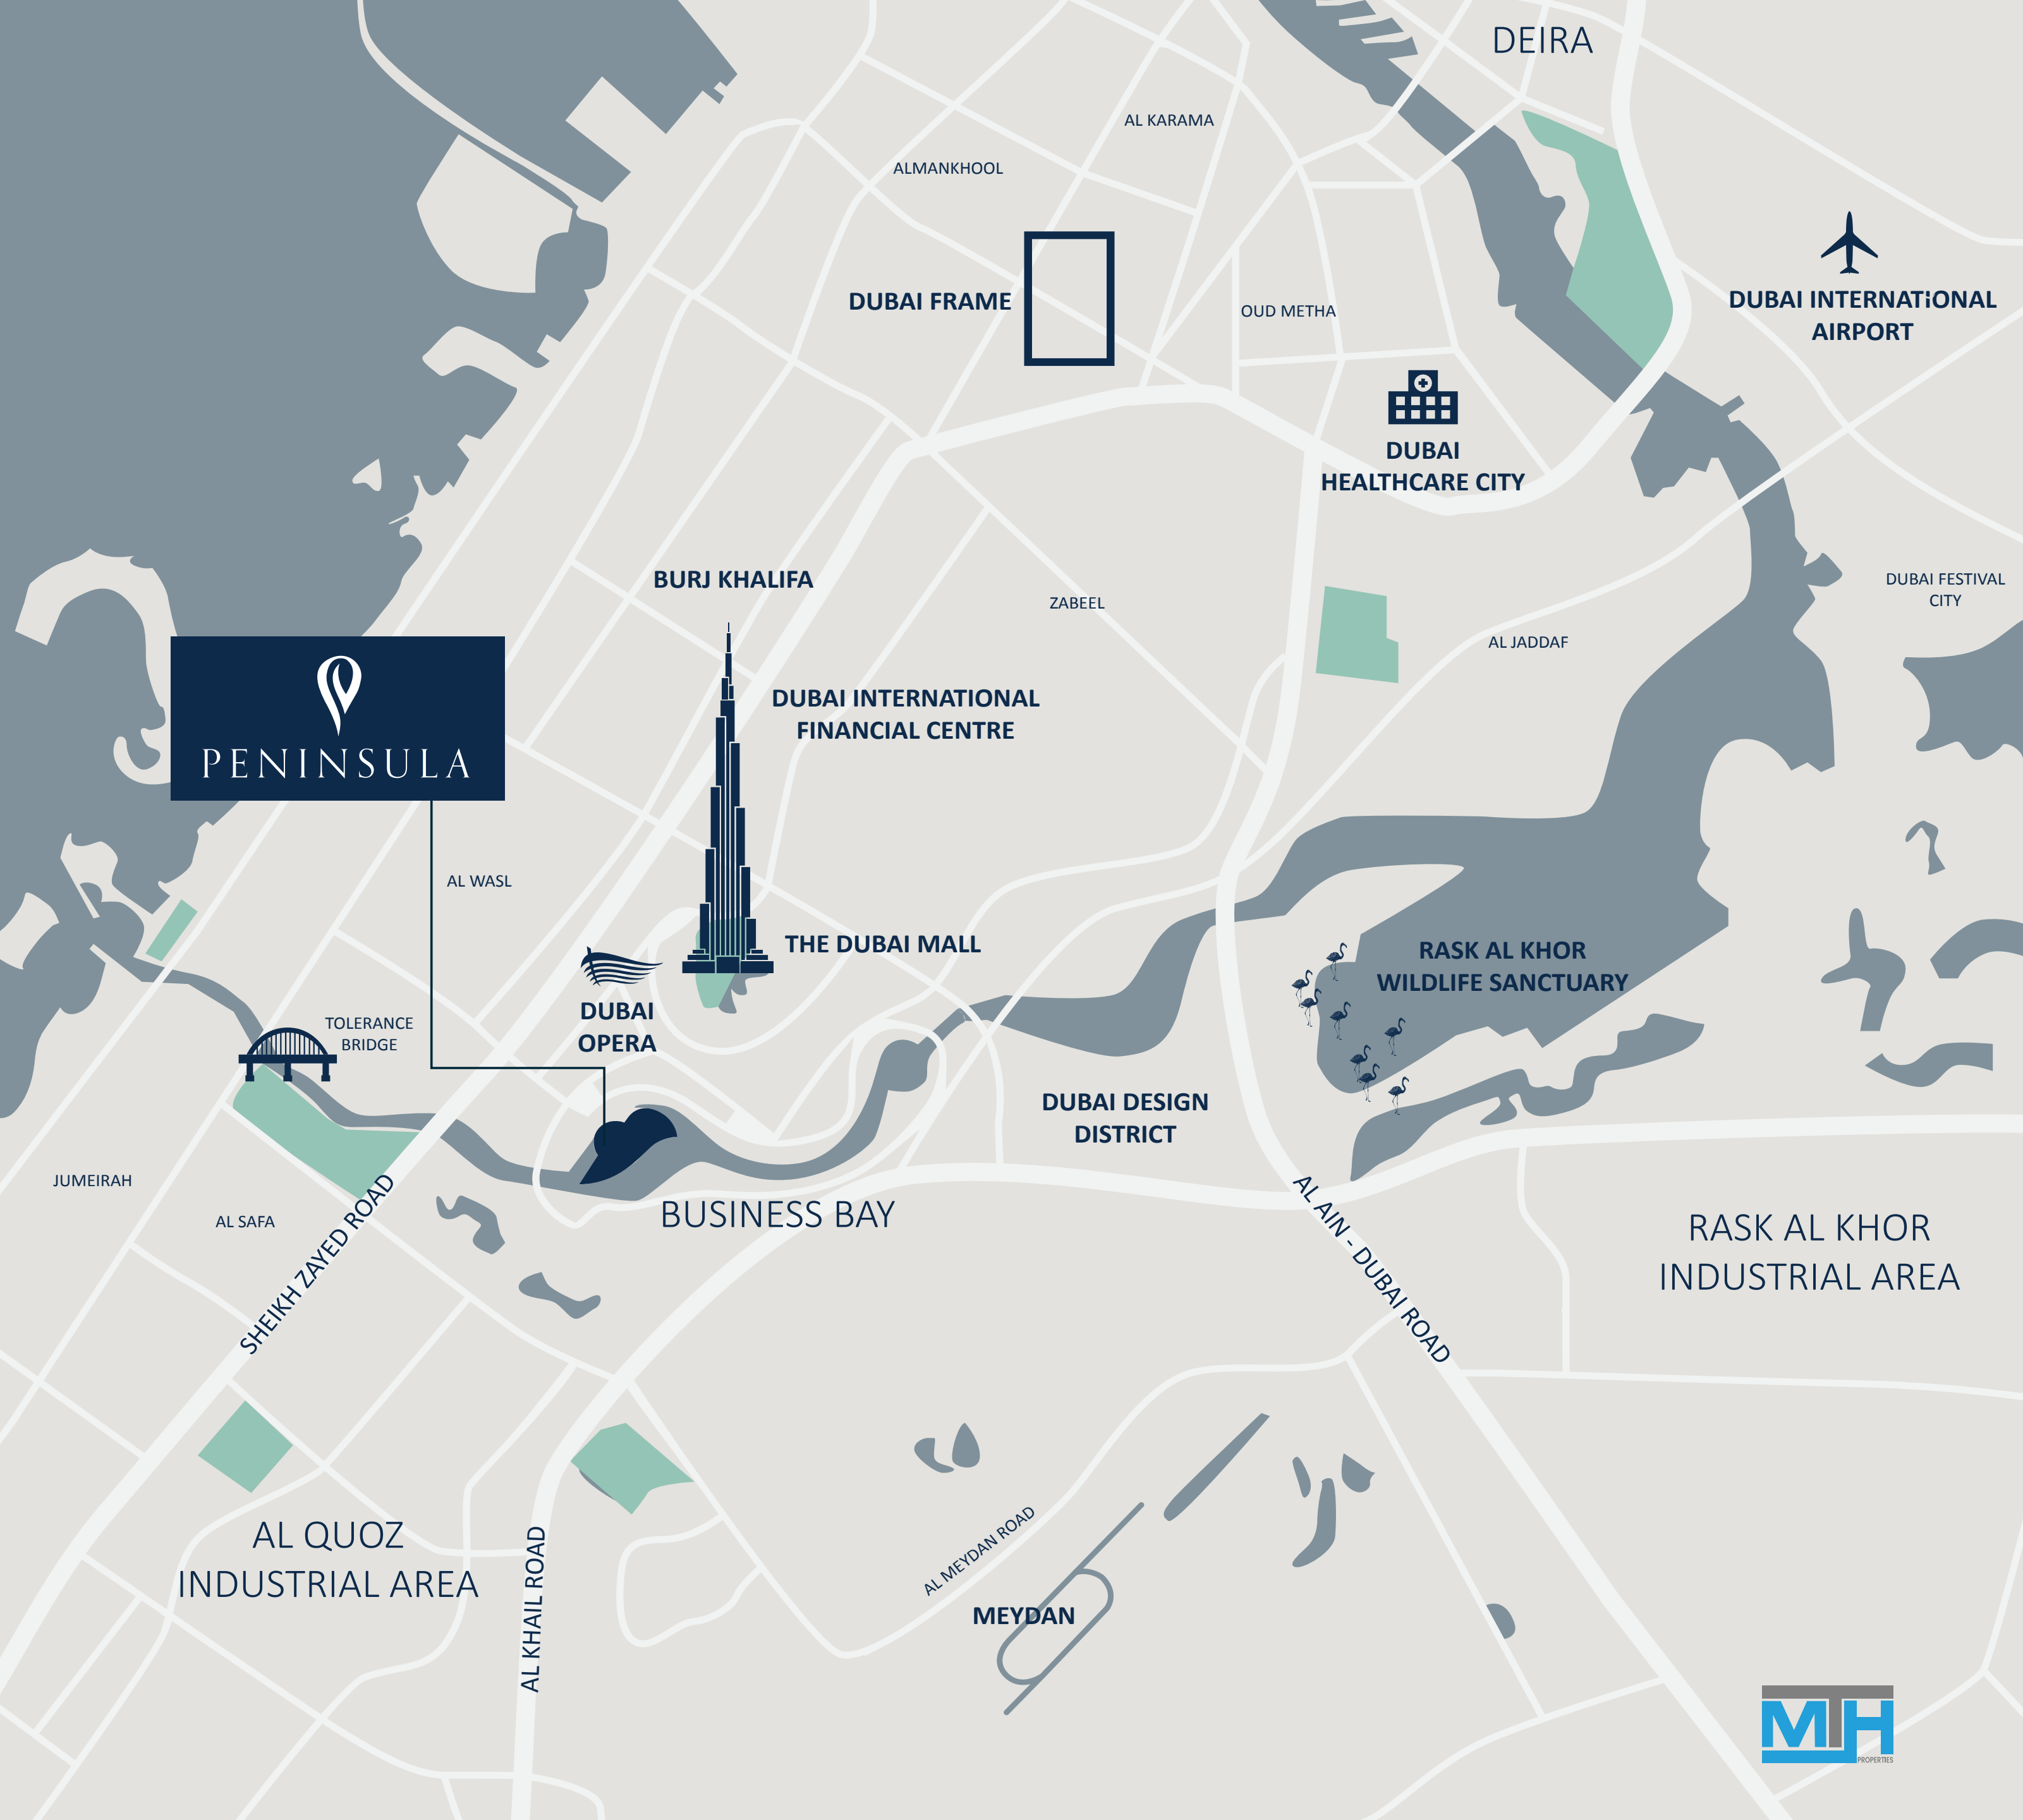 DEIRA
AL KARAMA
ALMANKHOOL
DUBAI FRAME
OUD METHA
DUBAI INTERNATiONAL
AIRPORT
DUBAI
HEALTHCARE CITY
BURJ KHALIFA
ZABEEL
DUBAI FESTIVAL
CITY
AL JADDAF
PENINSULA
DUBAI INTERNATIONAL
FINANCIAL CENTRE
AL WASL
THE DUBAI MALL
RASK AL KHOR
WILDLIFE SANCTUARY
DUBAI
OPERA
TOLERANCE
BRIDGE
DUBAI DESIGN
DISTRICT
JUMEIRAH
AL SAFA
SHEIKH ZAYED ROAD
BUSINESS BAY
AL AIN - DUBAI ROAD
RASK AL KHOR
INDUSTRIAL AREA
AL QUOZ
INDUSTRIAL AREA
AL KHAIL ROAD
AL MEYDAN ROAD
MEYDAN
MTH
PROPERTIES